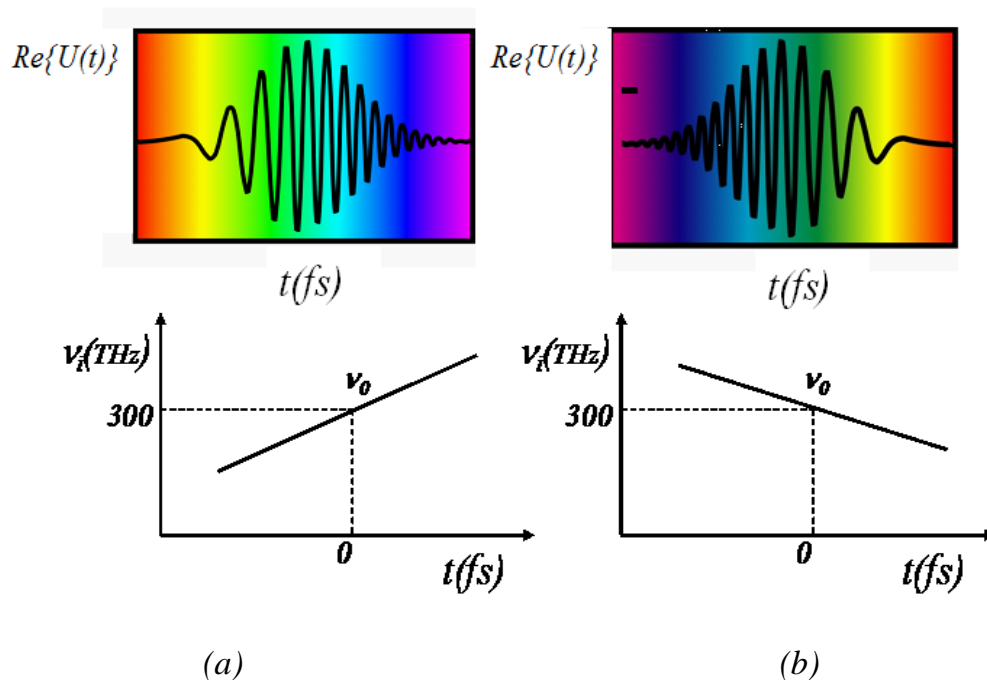 Re{U(t)}
Re{U(t)}
t(fs)
t(fs)
νᵢ(THz)
ν₀
300
0
t(fs)
νᵢ(THz)
ν₀
300
0
t(fs)
(a)
(b)